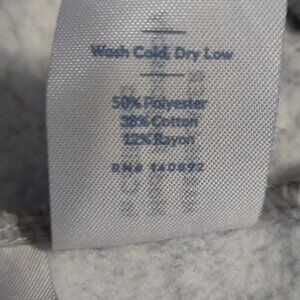 Wash Cold, Dry Low
50% Polyester
38% Cotton
12% Rayon
RN# 140692